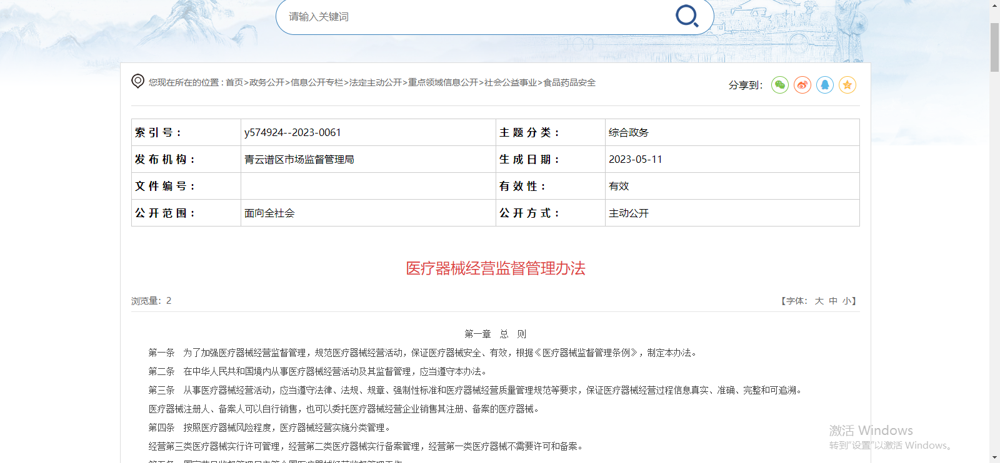 请输入关键词
您现在所在的位置 : 首页>政务公开>信息公开专栏>法定主动公开>重点领域信息公开>社会公益事业>食品药品安全
分享到：
索 引 号： y574924--2023-0061 主 题 分 类： 综合政务
发 布 机 构： 青云谱区市场监督管理局 生 成 日 期： 2023-05-11
文 件 编 号： 有 效 性： 有效
公 开 范 围： 面向全社会 公 开 方 式： 主动公开
医疗器械经营监督管理办法
浏览量：2 【字体： 大 中 小】
第一章　总　则
第一条　为了加强医疗器械经营监督管理，规范医疗器械经营活动，保证医疗器械安全、有效，根据《医疗器械监督管理条例》，制定本办法。
第二条　在中华人民共和国境内从事医疗器械经营活动及其监督管理，应当遵守本办法。
第三条　从事医疗器械经营活动，应当遵守法律、法规、规章、强制性标准和医疗器械经营质量管理规范等要求，保证医疗器械经营过程信息真实、准确、完整和可追溯。
医疗器械注册人、备案人可以自行销售，也可以委托医疗器械经营企业销售其注册、备案的医疗器械。
第四条　按照医疗器械风险程度，医疗器械经营实施分类管理。
经营第三类医疗器械实行许可管理，经营第二类医疗器械实行备案管理，经营第一类医疗器械不需要许可和备案。
激活 Windows
转到"设置"以激活 Windows。